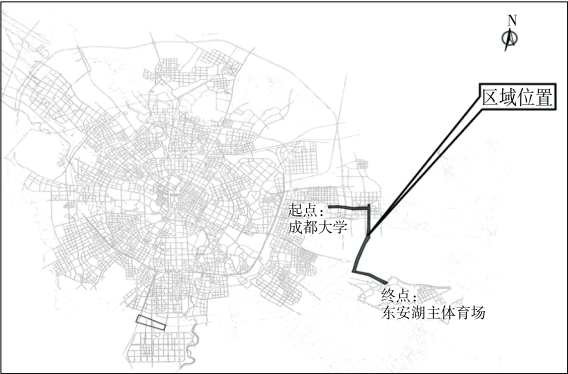 N
区域位置
起点：
成都大学
终点：
东安湖主体育场